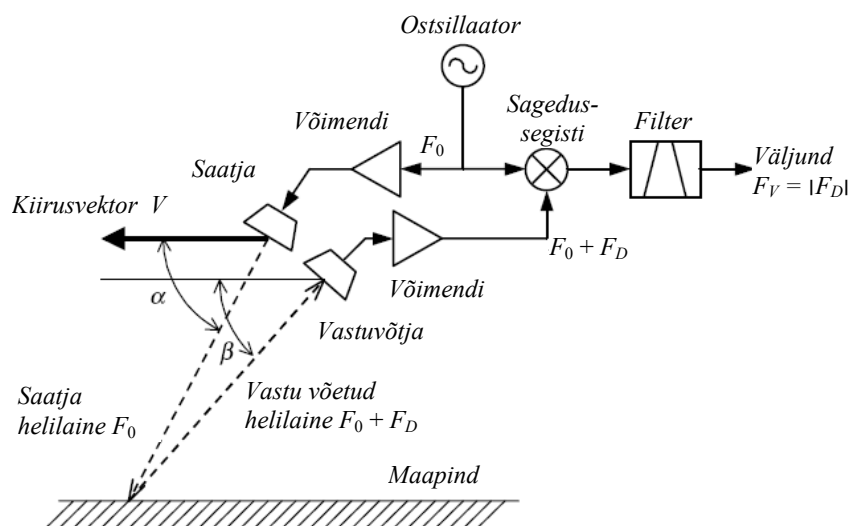 Ostsillaator
Sagedus-
segisti
Võimendi
Filter
F0
Saatja
Väljund
FV = |FD|
Kiirusvektor V
F0 + FD
Võimendi
α
Vastuvõtja
β
Saatja
helilaine F0
Vastu võetud
helilaine F0 + FD
Maapind